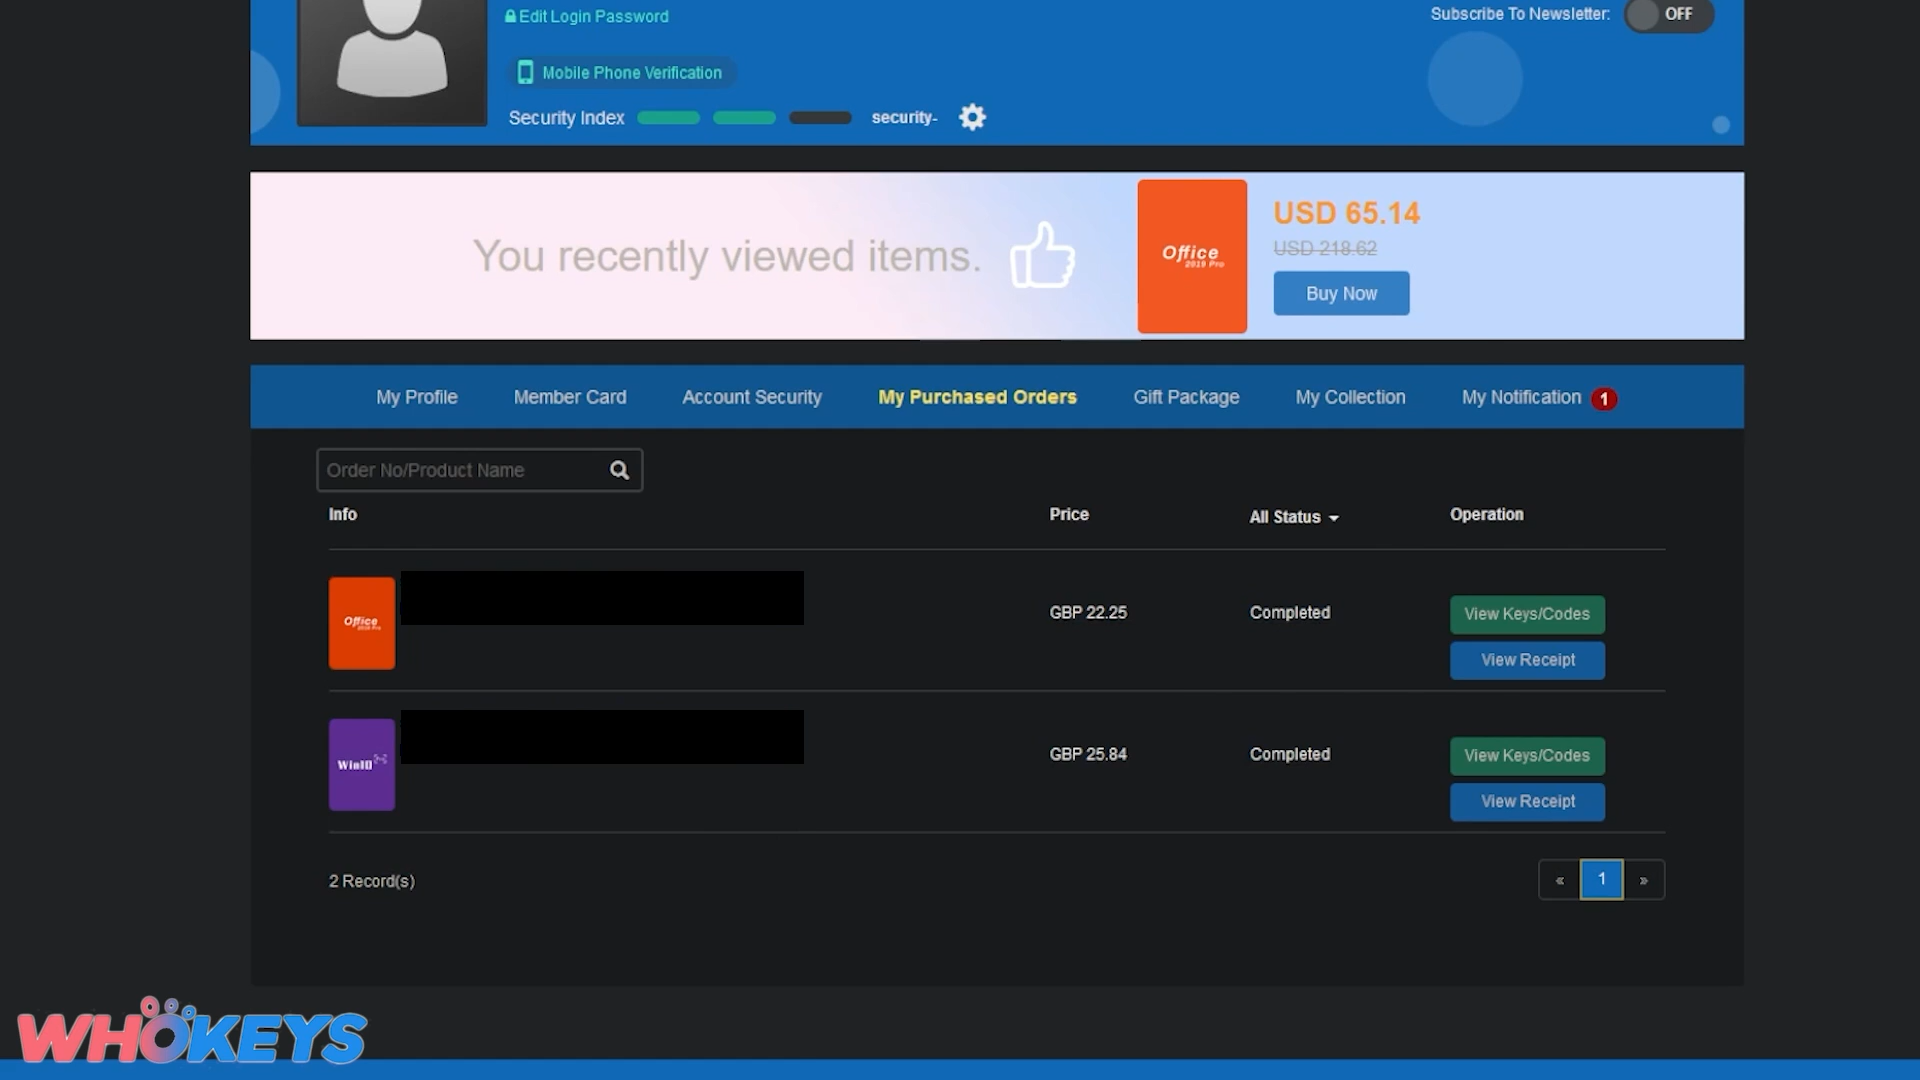 Edit Login Password
Subscribe To Newsletter: OFF
Mobile Phone Verification
Security Index security-
You recently viewed items.
Office
2019 Pro
USD 65.14
USD 218.62
Buy Now
My Profile Member Card Account Security My Purchased Orders Gift Package My Collection My Notification 1
Order No/Product Name
Info Price All Status Operation
Office
GBP 22.25 Completed View Keys/Codes
View Receipt
Win10
GBP 25.84 Completed View Keys/Codes
View Receipt
2 Record(s) « 1 »
WHOKEYS